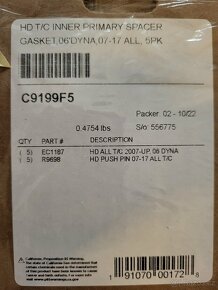 HD T/C INNER PRIMARY SPACER
GASKET,06'DYNA,07-17 ALL, 5PK
C9199F5
Packer: 02 - 10/22
0.4754 lbs
S/o: 556775
QTY PART T/# DESCRIPTION
( 5) EC1187 HD ALL T/C 2007-UP, 06 DYNA
( 5) R9698 HD PUSH PIN 07-17 ALL T/C
1 91070 00172 8